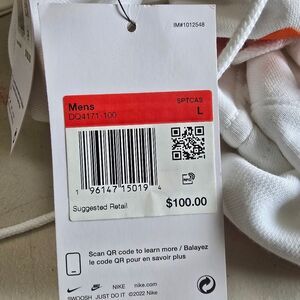 IM#1012548
Mens
SPTCAS
DQ4171-100
L
1 96147 15019 4
Suggested Retail
$100.00
Scan QR code to learn more / Balayez
le code QR pour en savoir plus
NIKE nike.com
SWOOSH JUST DO IT ©2022 Nike